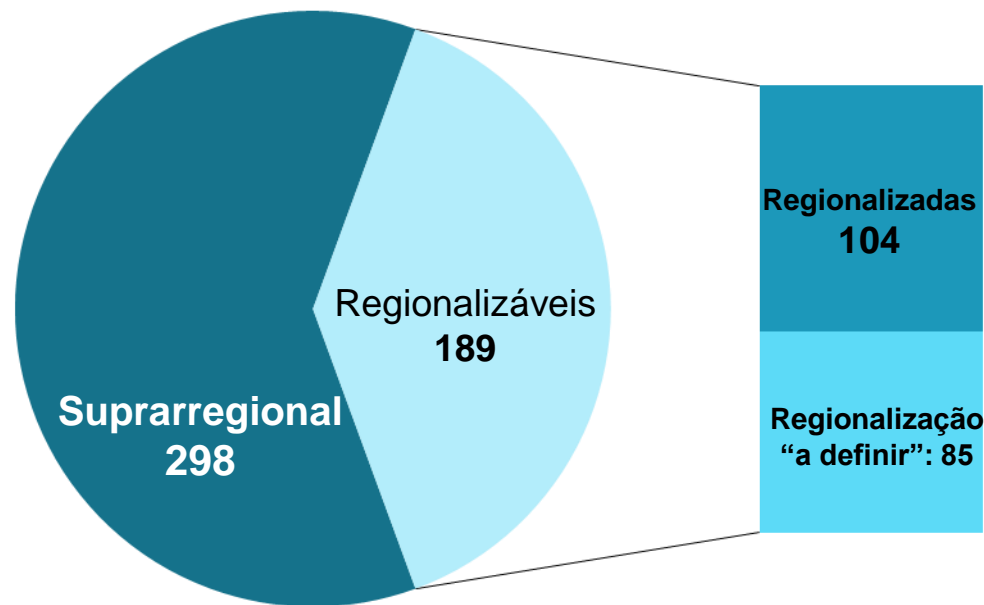 Suprarregional
298
Regionalizáveis
189
Regionalizadas
104
Regionalização
“a definir”: 85